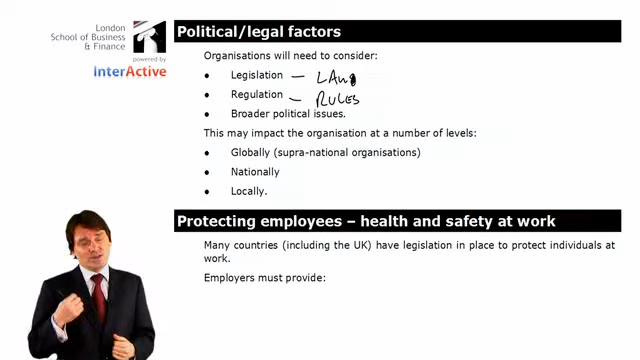 London
School of Business
& Finance
powered by
InterActive
Political/legal factors
Organisations will need to consider:
• Legislation — LAWS
• Regulation — RULES
• Broader political issues.
This may impact the organisation at a number of levels:
• Globally (supra-national organisations)
• Nationally
• Locally.
Protecting employees – health and safety at work
Many countries (including the UK) have legislation in place to protect individuals at
work.
Employers must provide: